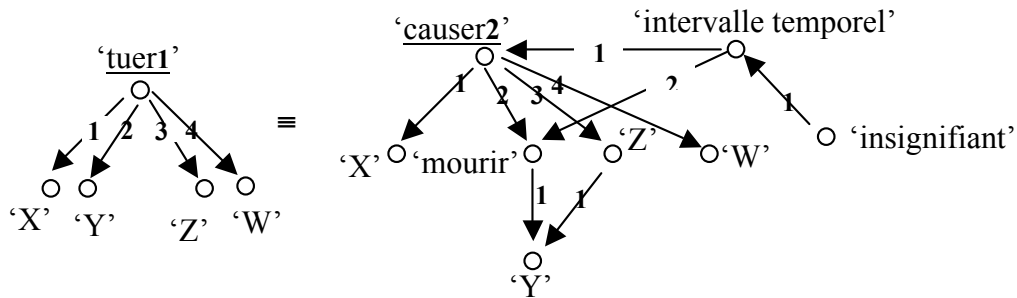 ‘tuer1’
1 2 3 4
‘X’ ‘Y’ ‘Z’ ‘W’
≡
‘causer2’ ‘intervalle temporel’
1
1 2 3 4 2 1
‘X’ ‘mourir’ ‘Z’ ‘W’ ‘insignifiant’
1 1
‘Y’